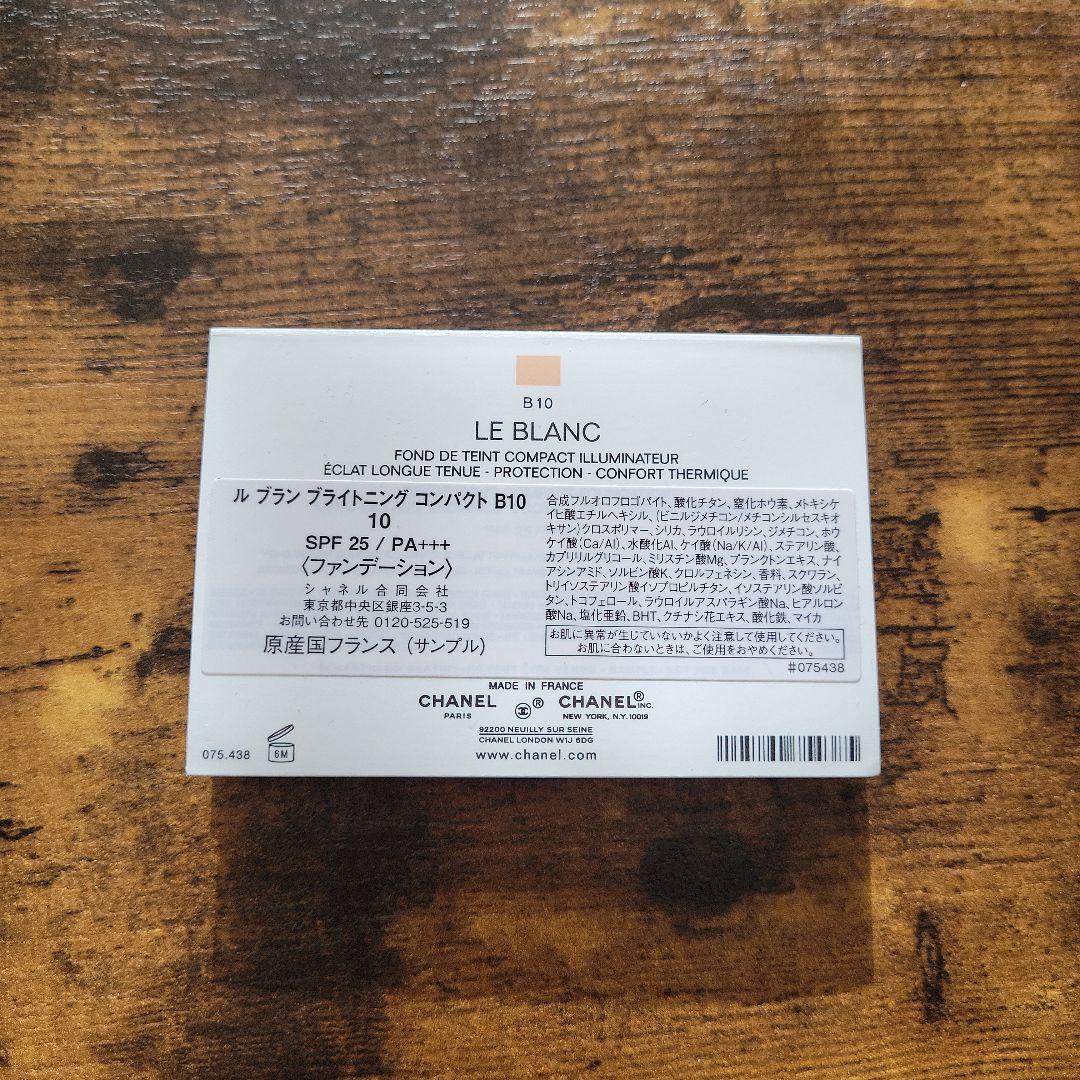 B10
LE BLANC
FOND DE TEINT COMPACT ILLUMINATEUR
ÉCLAT LONGUE TENUE - PROTECTION - CONFORT THERMIQUE
ル ブラン ブライトニング コンパクト B10
10
SPF 25 / PA+++
〈ファンデーション〉
シャネル合同会社
東京都中央区銀座3-5-3
お問い合わせ先 0120-525-519
原産国フランス（サンプル）
合成フルオロフロゴパイト、酸化チタン、窒化ホウ素、メトキシケ
イヒ酸エチルヘキシル、(ビニルジメチコン/メチコンシルセスキオ
キサン)クロスポリマー、シリカ、ラウロイルリシン、ジメチコン、ホウ
ケイ酸(Ca/Al)、水酸化Al、ケイ酸(Na/K/Al)、ステアリン酸、
カプリリルグリコール、ミリスチン酸Mg、プランクトンエキス、ナイ
アシンアミド、ソルビン酸K、クロルフェネシン、香料、スクワラン、
トリイソステアリン酸イソプロピルチタン、イソステアリン酸ソルビ
タン、トコフェロール、ラウロイルアスパラギン酸Na、ヒアルロン
酸Na、塩化亜鉛、BHT、クチナシ花エキス、酸化鉄、マイカ
お肌に異常が生じていないかよく注意して使用してください。
お肌に合わないときは、ご使用をおやめください。
#075438
MADE IN FRANCE
CHANEL ® CHANEL®INC.
PARIS NEW YORK, N.Y. 10019
92200 NEUILLY SUR SEINE
CHANEL LONDON W1J 6DG
www.chanel.com
075.438
6M